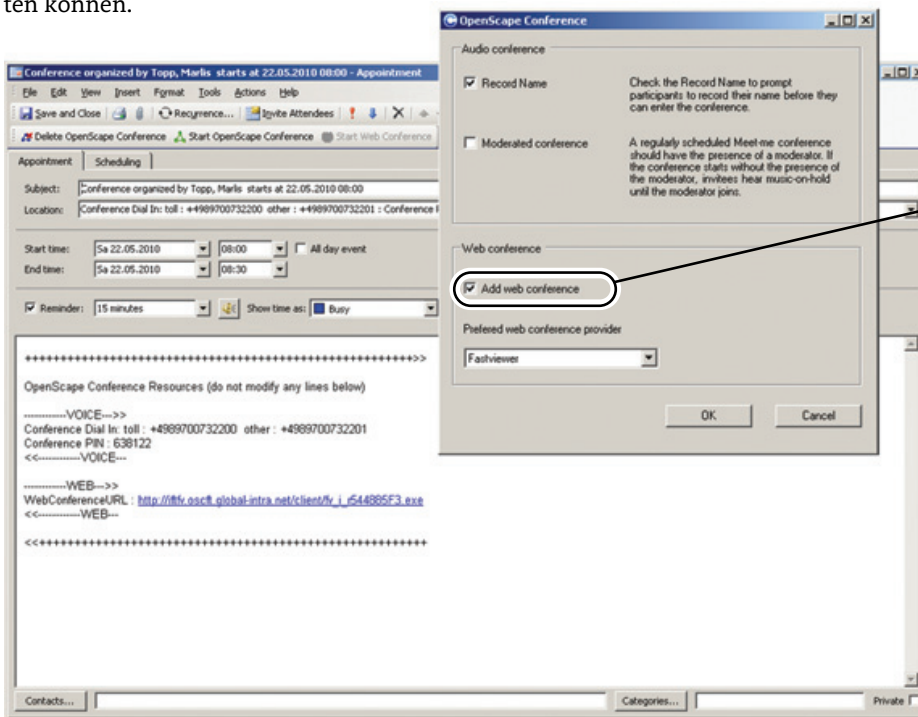 ten können.
OpenScape Conference
Audio conference
Record Name
Check the Record Name to prompt
participants to record their name before they
can enter the conference.
Moderated conference
A regularly scheduled Meet-me conference
should have the presence of a moderator. If
the conference starts without the presence of
the moderator, invitees hear music-on-hold
until the moderator joins.
Web conference
Add web conference
Prefered web conference provider
Fastviewer
OK Cancel
Conference organized by Topp, Marlis starts at 22.05.2010 08:00 - Appointment
File Edit View Insert Format Tools Actions Help
Save and Close Recurrence... Invite Attendees
Delete OpenScape Conference Start OpenScape Conference Start Web Conference
Appointment Scheduling
Subject: Conference organized by Topp, Marlis starts at 22.05.2010 08:00
Location: Conference Dial In: toll : +4989700732200 other : +4989700732201 : Conference
Start time: Sa 22.05.2010 08:00 All day event
End time: Sa 22.05.2010 08:30
Reminder: 15 minutes Show time as: Busy
++++++++++++++++++++++++++++++++++++++++++++++++++++++>>
OpenScape Conference Resources (do not modify any lines below)
------------VOICE--->>
Conference Dial In: toll : +4989700732200 other : +4989700732201
Conference PIN : 638122
<<------------VOICE---
------------WEB--->>
WebConferenceURL : http://iftfv.oscft.global-intra.net/client/fv_i_r544885F3.exe
<<------------WEB---
<<++++++++++++++++++++++++++++++++++++++++++++++++++++++
Contacts... Categories... Private